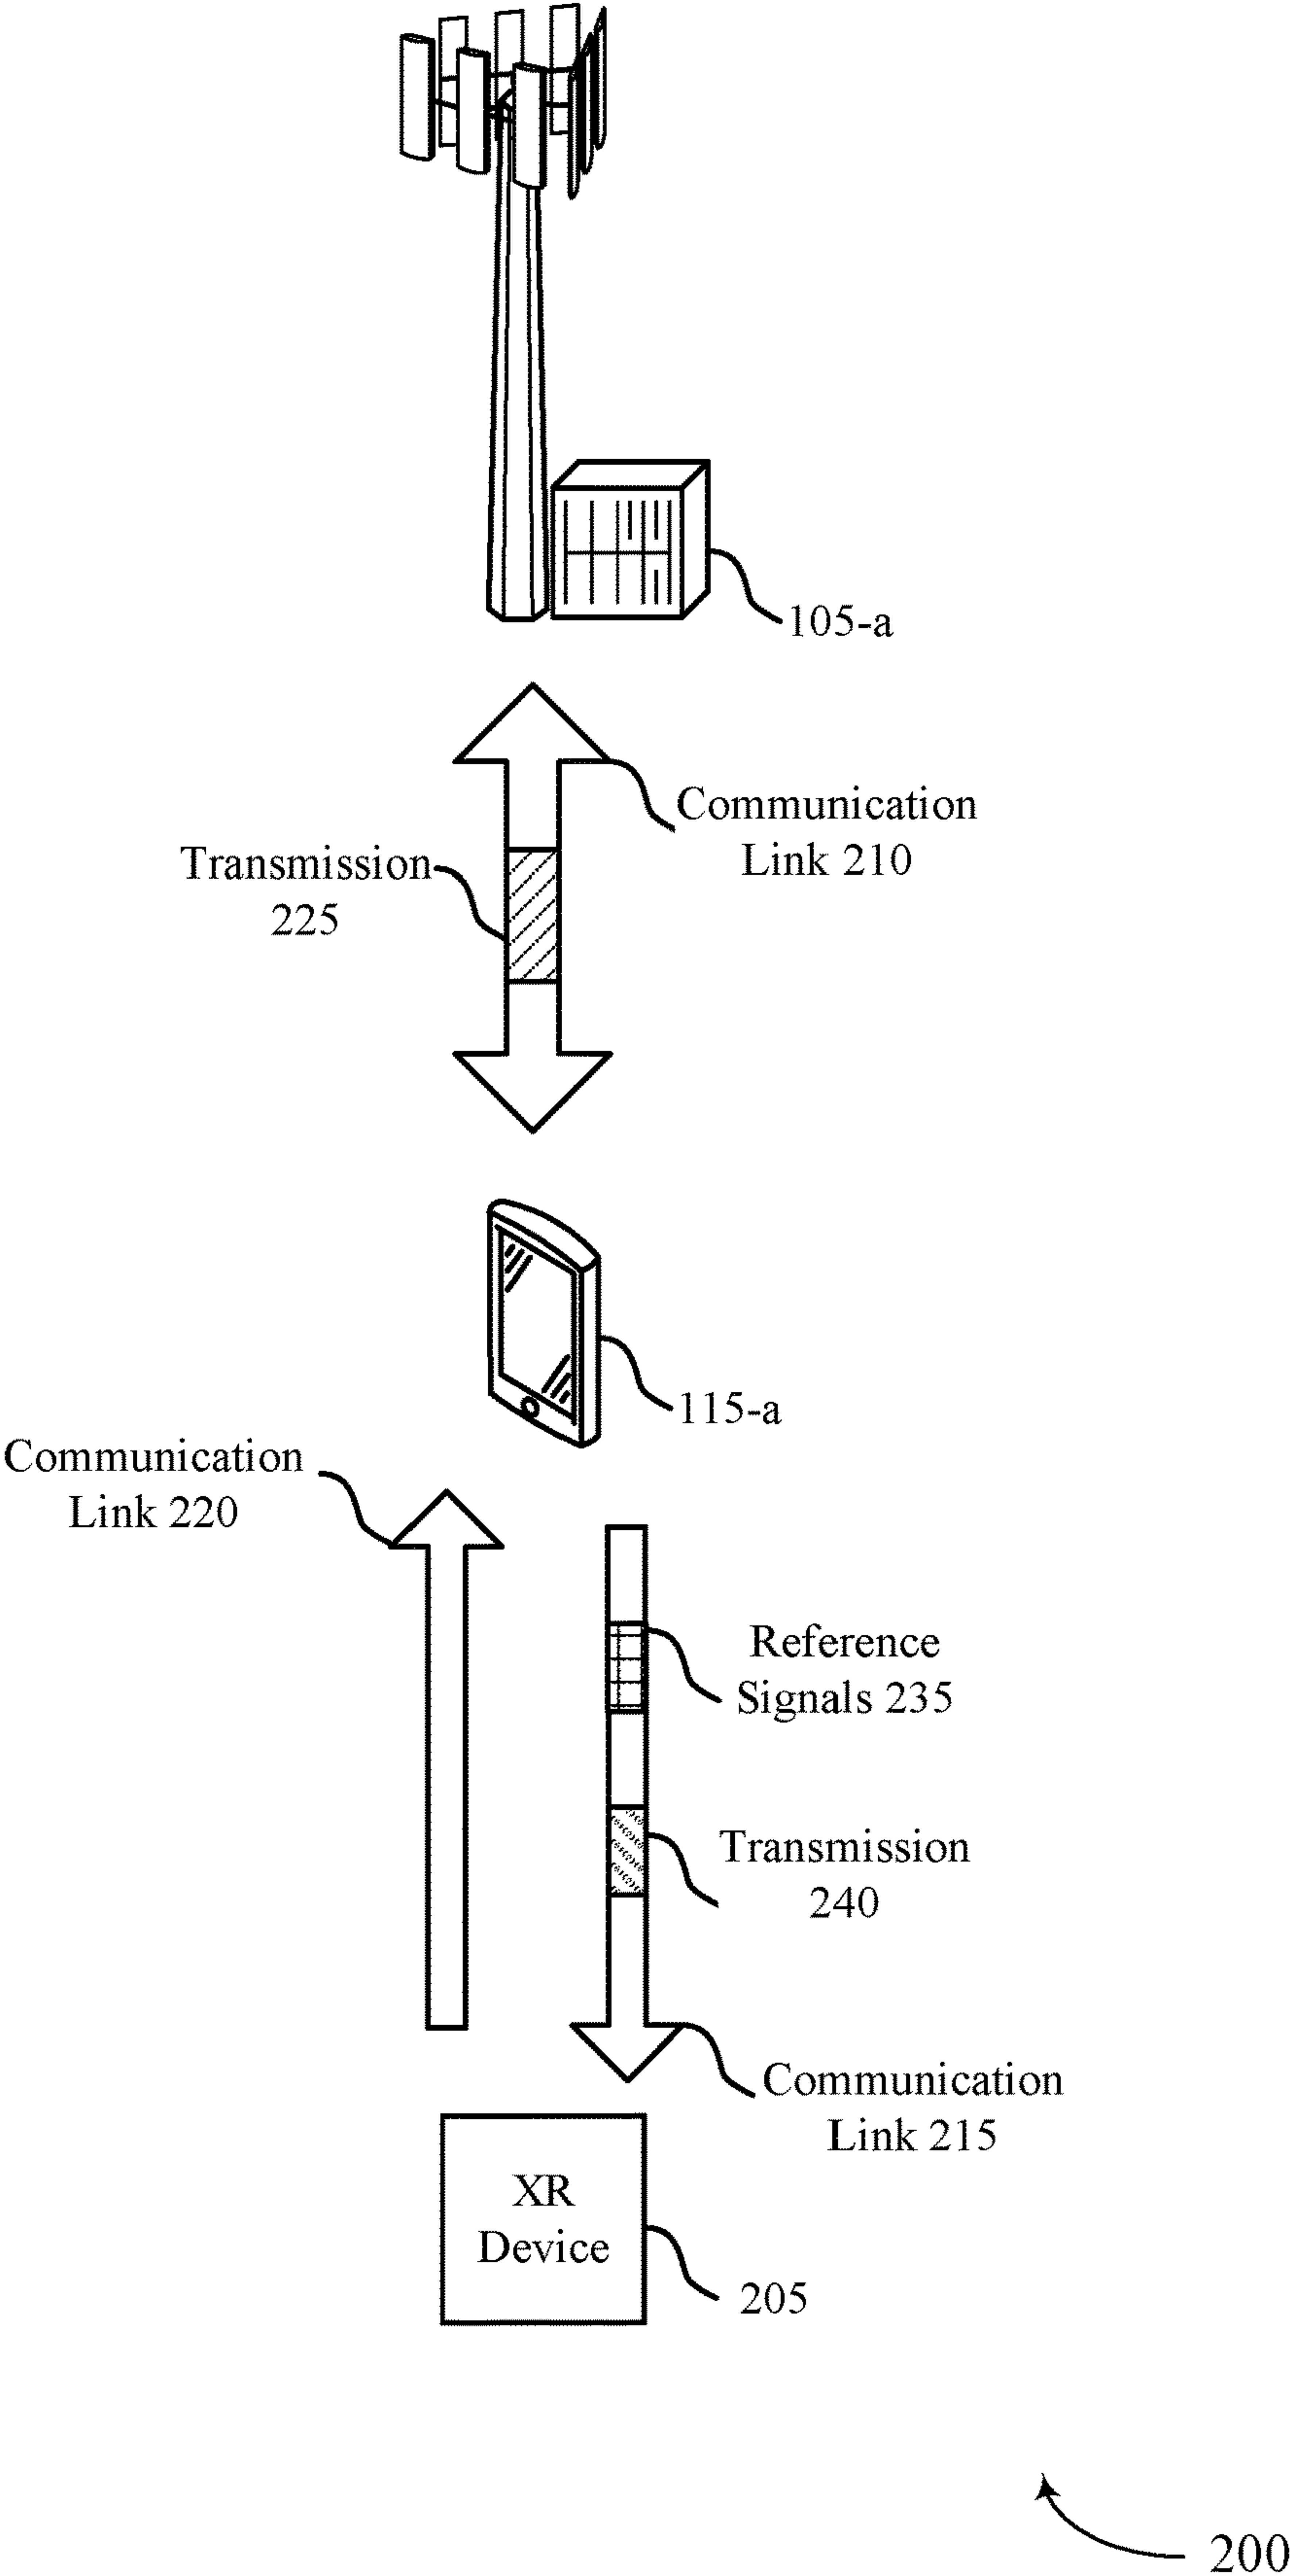 105-a
Communication
Link 210
Transmission
225
115-a
Communication
Link 220
Reference
Signals 235
Transmission
240
Communication
Link 215
XR
Device
205
200